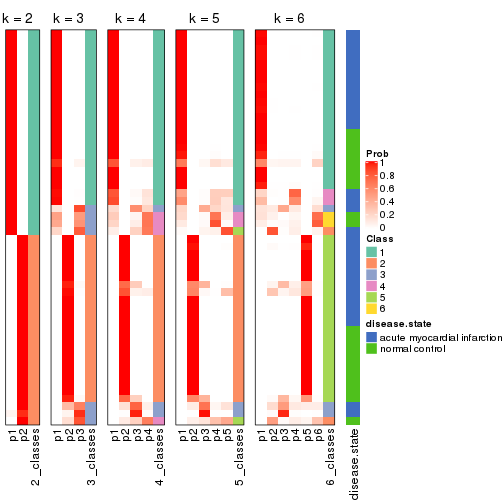 k = 2
k = 3
k = 4
k = 5
k = 6
Prob
1
0.8
0.6
0.4
0.2
0
Class
1
2
3
4
5
6
disease.state
acute myocardial infarction
normal control
p1
p2
2_classes
p1
p2
p3
3_classes
p1
p2
p3
p4
4_classes
p1
p2
p3
p4
p5
5_classes
p1
p2
p3
p4
p5
p6
6_classes
disease.state